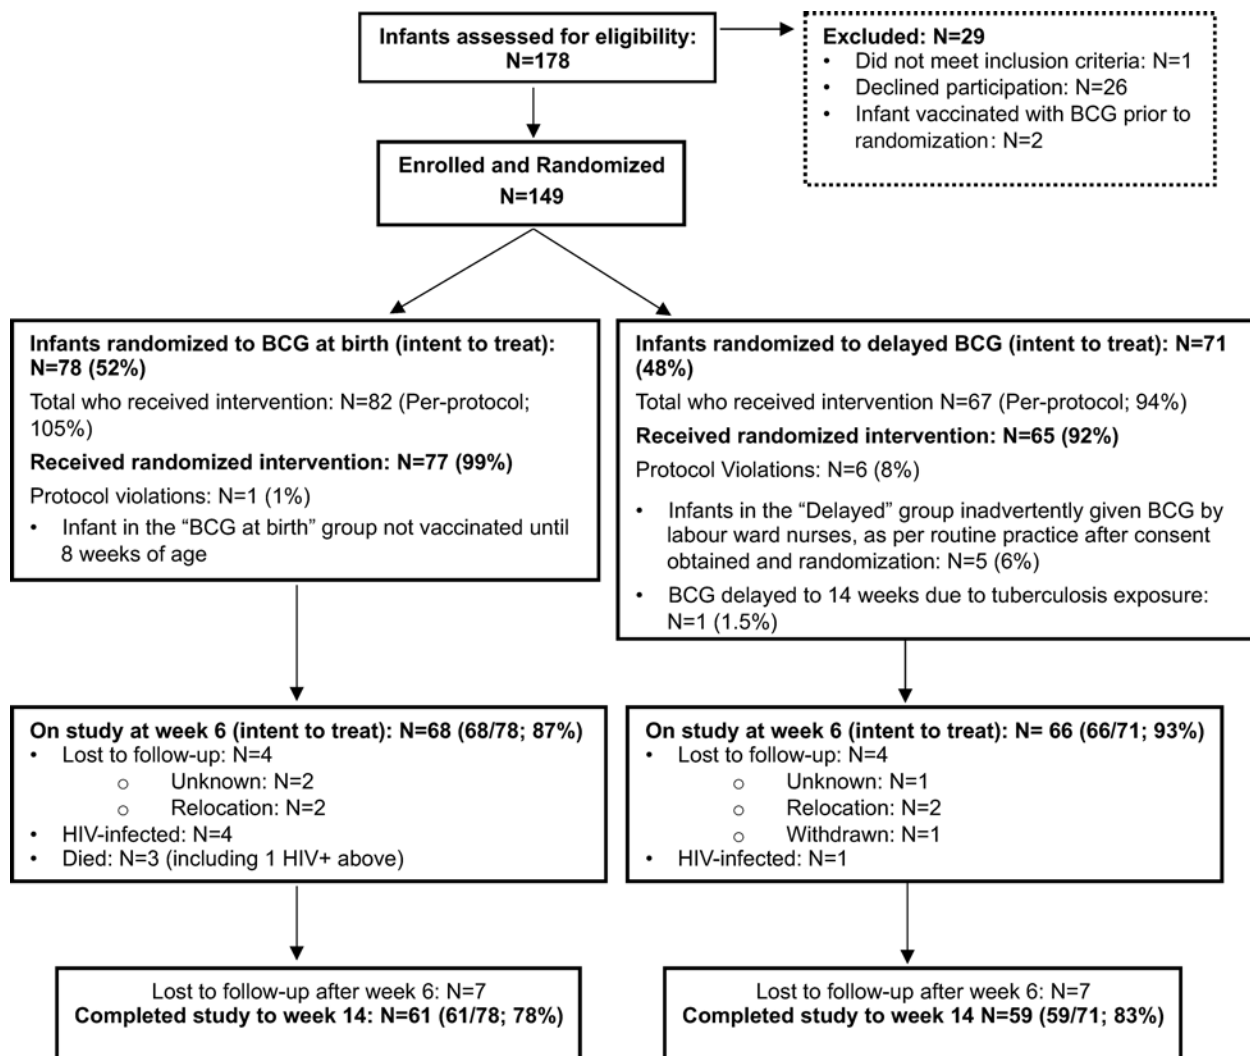 Infants assessed for eligibility:
N=178
Excluded: N=29
• Did not meet inclusion criteria: N=1
• Declined participation: N=26
• Infant vaccinated with BCG prior to
randomization: N=2
Enrolled and Randomized
N=149
Infants randomized to BCG at birth (intent to treat):
N=78 (52%)
Total who received intervention: N=82 (Per-protocol;
105%)
Received randomized intervention: N=77 (99%)
Protocol violations: N=1 (1%)
• Infant in the “BCG at birth” group not vaccinated until
8 weeks of age
Infants randomized to delayed BCG (intent to treat): N=71
(48%)
Total who received intervention N=67 (Per-protocol; 94%)
Received randomized intervention: N=65 (92%)
Protocol Violations: N=6 (8%)
• Infants in the “Delayed” group inadvertently given BCG by
labour ward nurses, as per routine practice after consent
obtained and randomization: N=5 (6%)
• BCG delayed to 14 weeks due to tuberculosis exposure:
N=1 (1.5%)
On study at week 6 (intent to treat): N=68 (68/78; 87%)
• Lost to follow-up: N=4
o Unknown: N=2
o Relocation: N=2
• HIV-infected: N=4
• Died: N=3 (including 1 HIV+ above)
On study at week 6 (intent to treat): N= 66 (66/71; 93%)
• Lost to follow-up: N=4
o Unknown: N=1
o Relocation: N=2
o Withdrawn: N=1
• HIV-infected: N=1
Lost to follow-up after week 6: N=7
Completed study to week 14: N=61 (61/78; 78%)
Lost to follow-up after week 6: N=7
Completed study to week 14 N=59 (59/71; 83%)